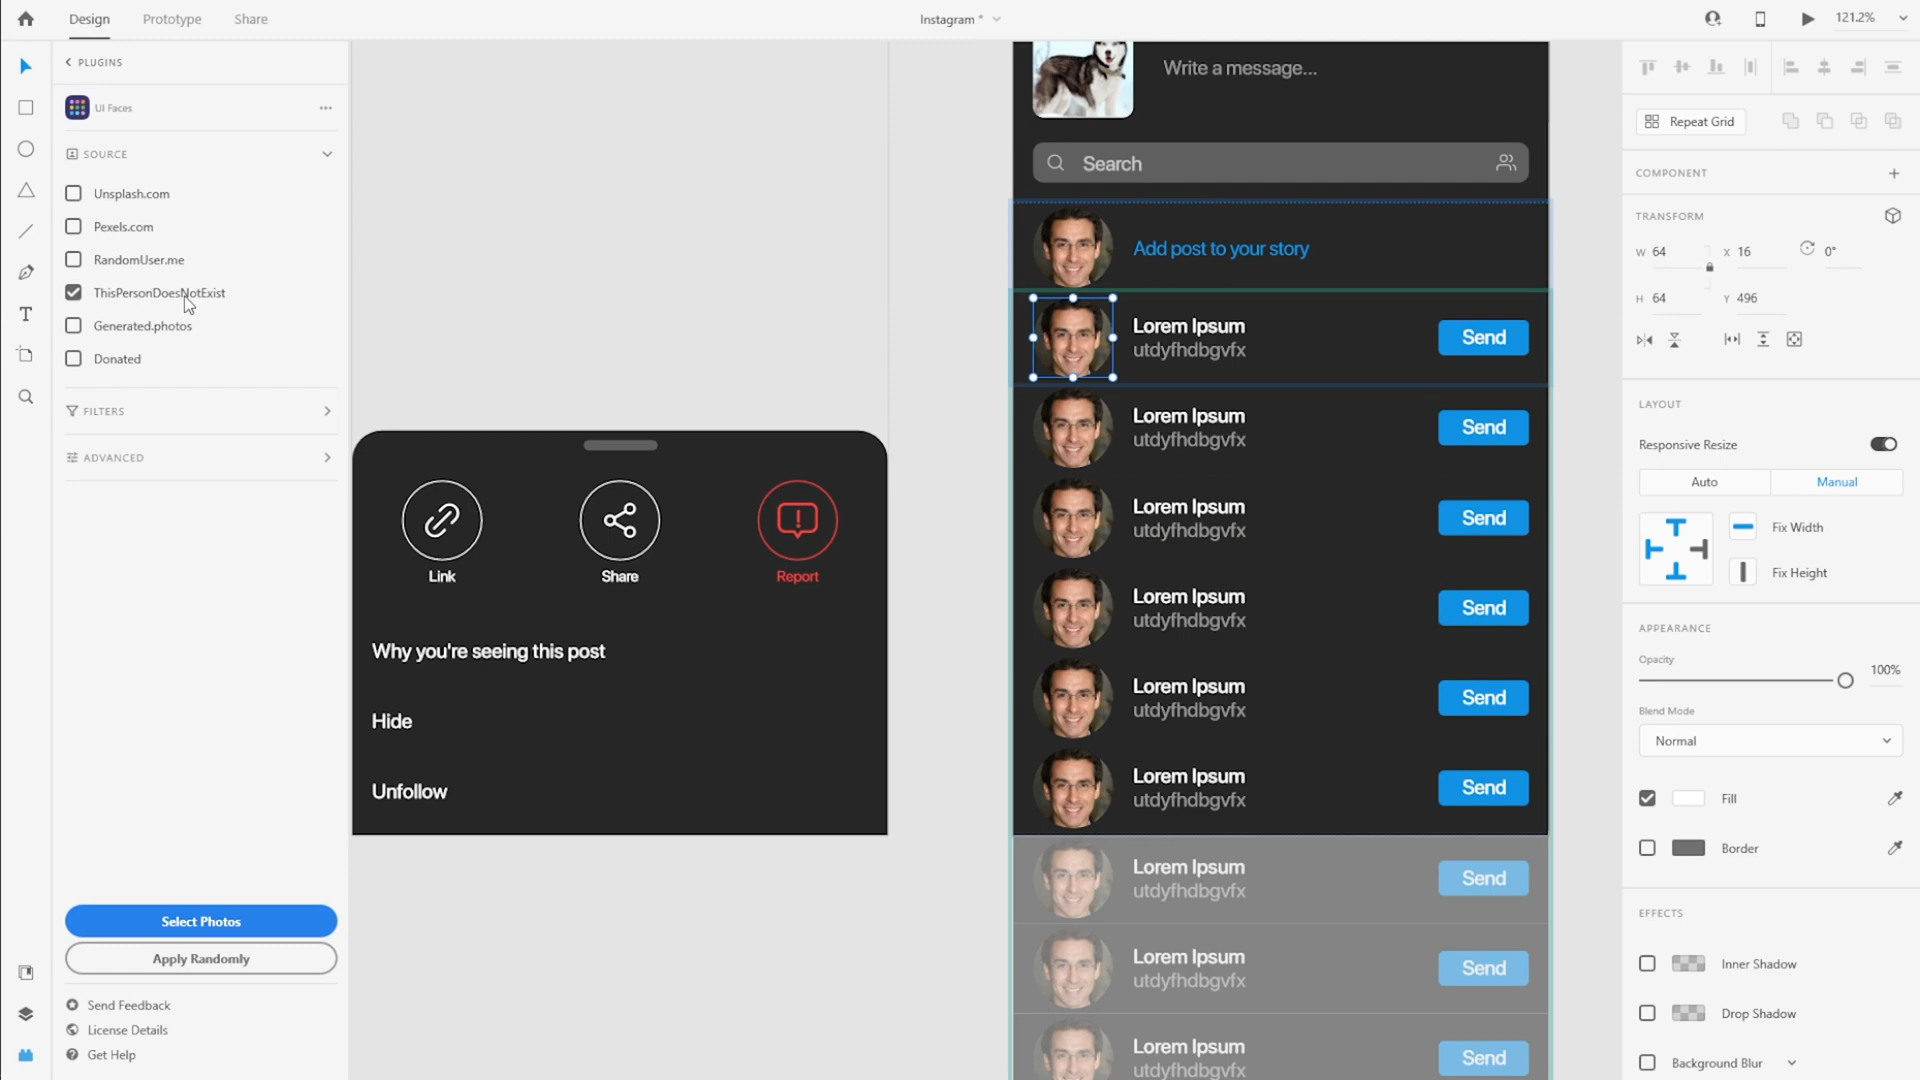 Design
Prototype
Share
Instagram *
121.2%
PLUGINS
UI Faces
SOURCE
Unsplash.com
Pexels.com
RandomUser.me
ThisPersonDoesNotExist
Generated.photos
Donated
FILTERS
ADVANCED
Select Photos
Apply Randomly
Send Feedback
License Details
Get Help
Link
Share
Report
Why you're seeing this post
Hide
Unfollow
Write a message...
Search
Add post to your story
Lorem Ipsum
utdyfhdbgvfx
Send
Lorem Ipsum
utdyfhdbgvfx
Send
Lorem Ipsum
utdyfhdbgvfx
Send
Lorem Ipsum
utdyfhdbgvfx
Send
Lorem Ipsum
utdyfhdbgvfx
Send
Lorem Ipsum
utdyfhdbgvfx
Send
Lorem Ipsum
utdyfhdbgvfx
Send
Lorem Ipsum
utdyfhdbgvfx
Send
Lorem Ipsum
Send
Repeat Grid
COMPONENT
TRANSFORM
W 64
X 16
0°
H 64
Y 496
LAYOUT
Responsive Resize
Auto
Manual
Fix Width
Fix Height
APPEARANCE
Opacity
100%
Blend Mode
Normal
Fill
Border
EFFECTS
Inner Shadow
Drop Shadow
Background Blur